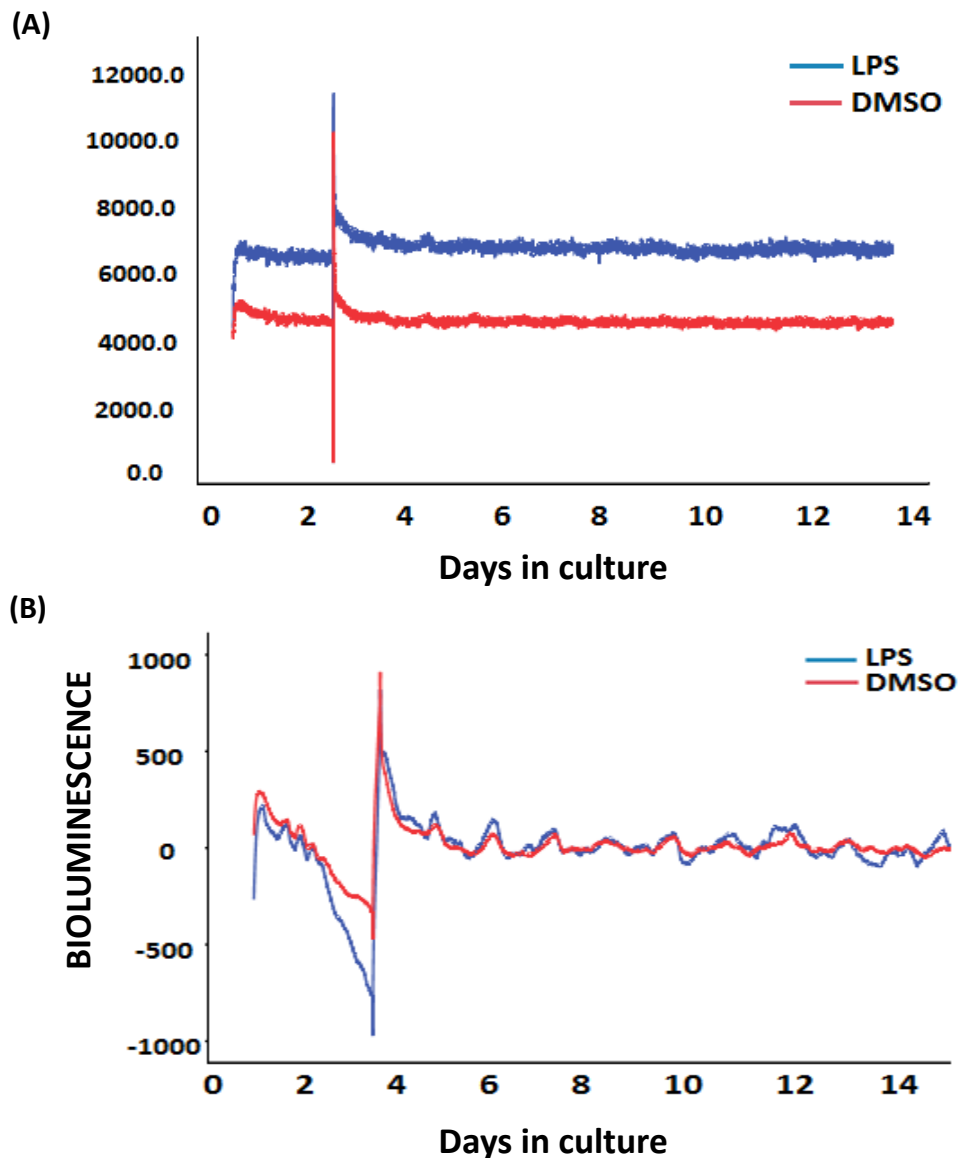 (A)
12000.0
10000.0
8000.0
6000.0
4000.0
2000.0
0.0
LPS
DMSO
0 2 4 6 8 10 12 14
Days in culture
(B)
BIOLUMINESCENCE
1000
500
0
-500
-1000
LPS
DMSO
0 2 4 6 8 10 12 14
Days in culture